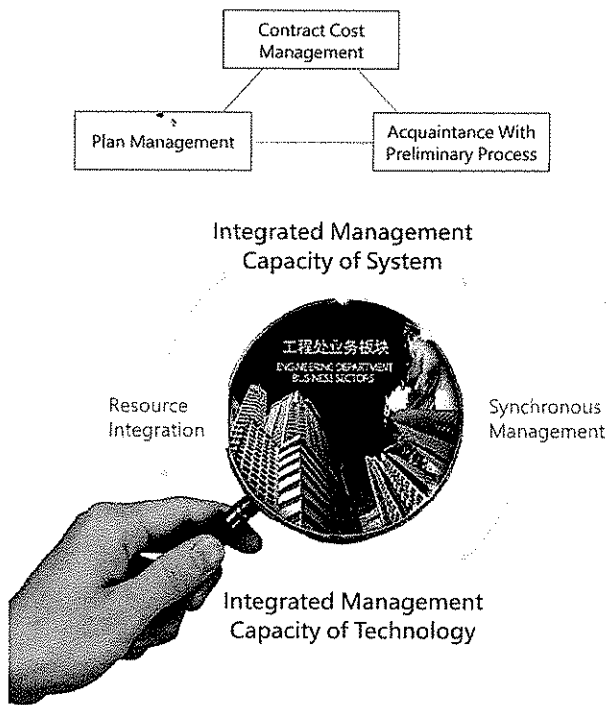 Contract Cost
Management
Plan Management
Acquaintance With
Preliminary Process
Integrated Management
Capacity of System
工程处业务板块
ENGINEERING DEPARTMENT
BUSINESS SECTORS
Resource
Integration
Synchronous
Management
Integrated Management
Capacity of Technology